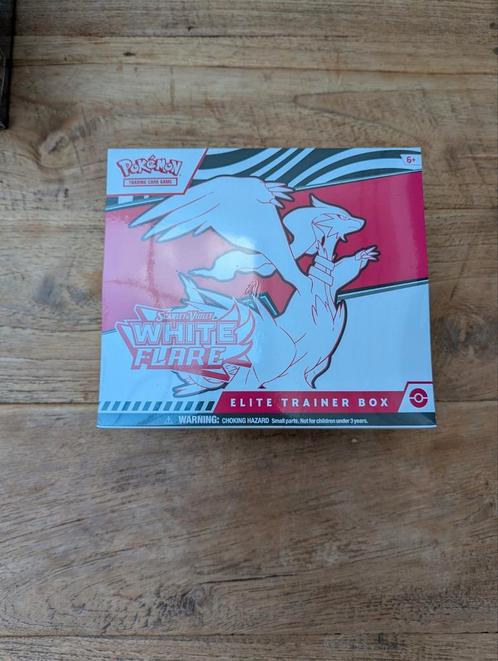 POKÉMON
TRADING CARD GAME
6+
SCARLET & VIOLET
WHITE
FLARE
ELITE TRAINER BOX
WARNING: CHOKING HAZARD Small parts. Not for children under 3 years.